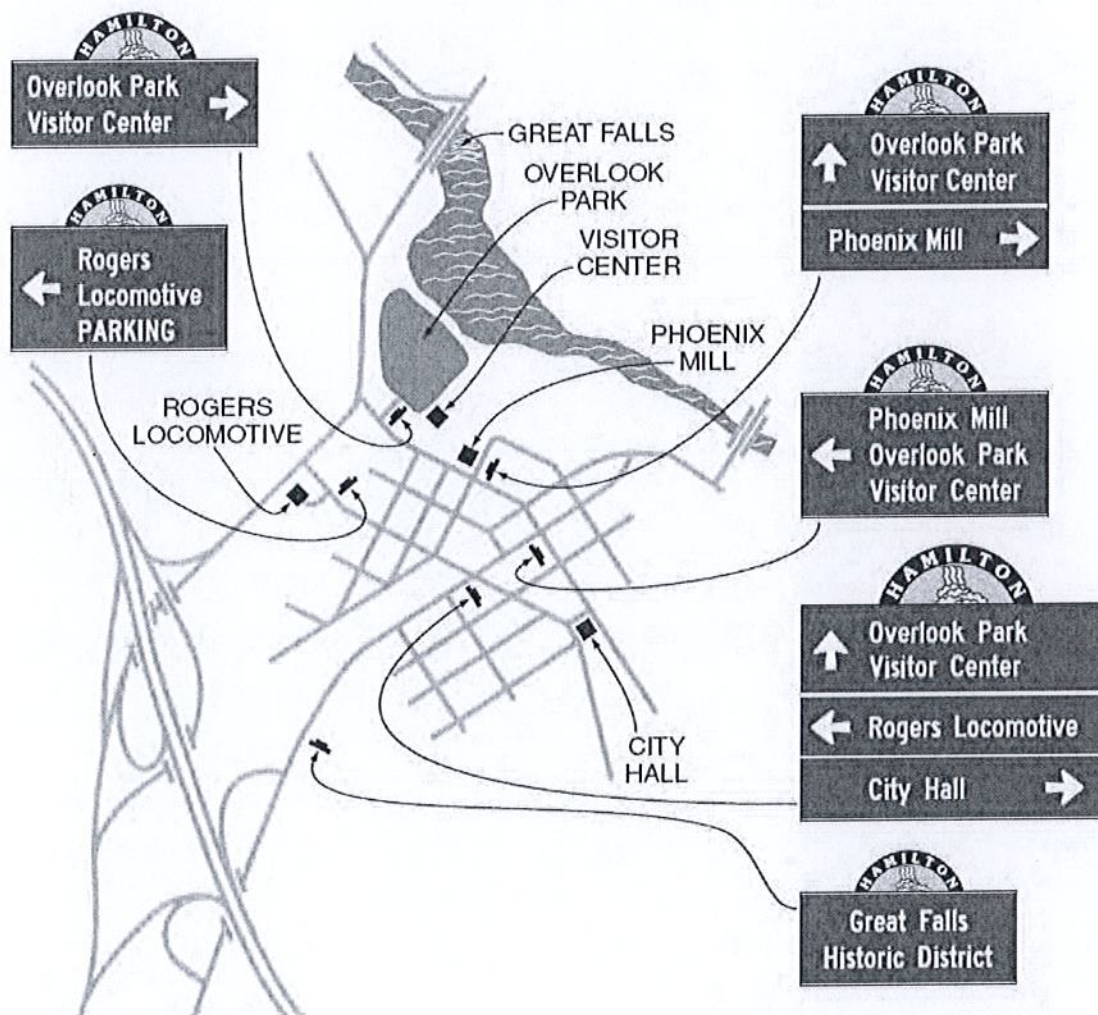 HAMILTON
Overlook Park
Visitor Center
HAMILTON
Rogers
Locomotive
PARKING
GREAT FALLS
OVERLOOK
PARK
VISITOR
CENTER
PHOENIX
MILL
ROGERS
LOCOMOTIVE
CITY
HALL
HAMILTON
Overlook Park
Visitor Center
Phoenix Mill
HAMILTON
Phoenix Mill
Overlook Park
Visitor Center
HAMILTON
Overlook Park
Visitor Center
Rogers Locomotive
City Hall
HAMILTON
Great Falls
Historic District